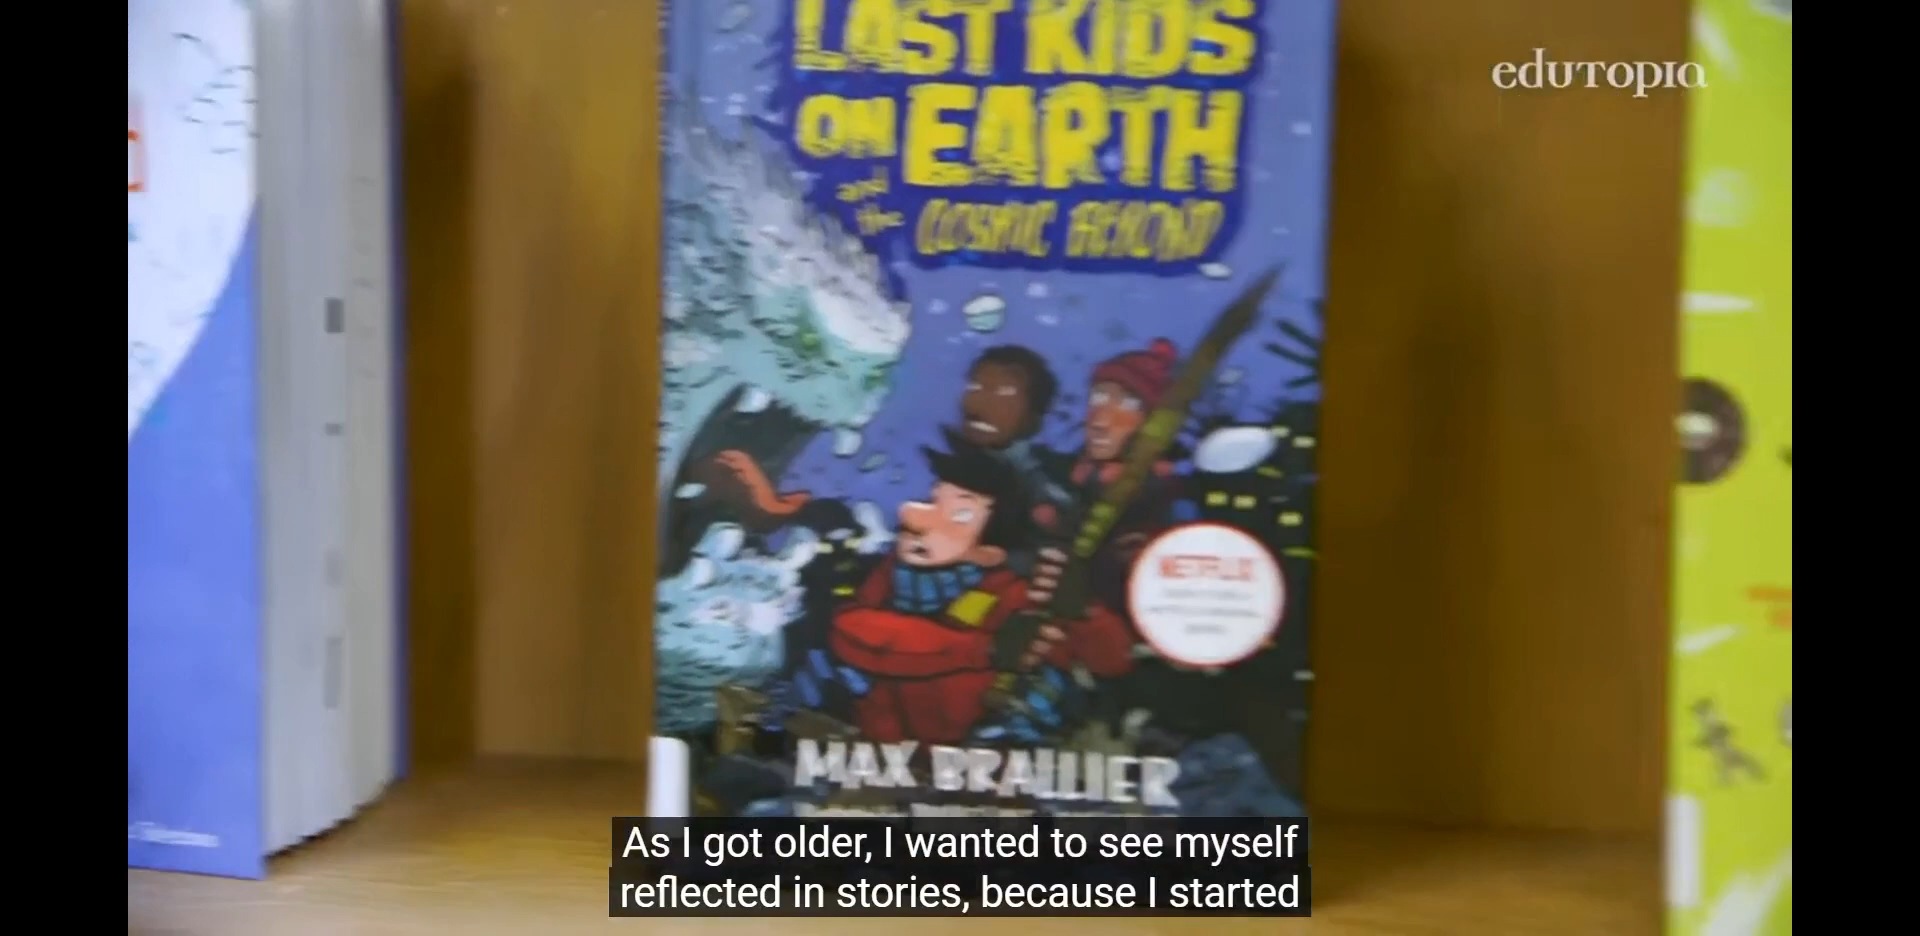 LAST KIDS
ON EARTH
and the COSMIC BEYOND
edutopia
NETFLIX
MAX BRALLIER
As I got older, I wanted to see myself
reflected in stories, because I started